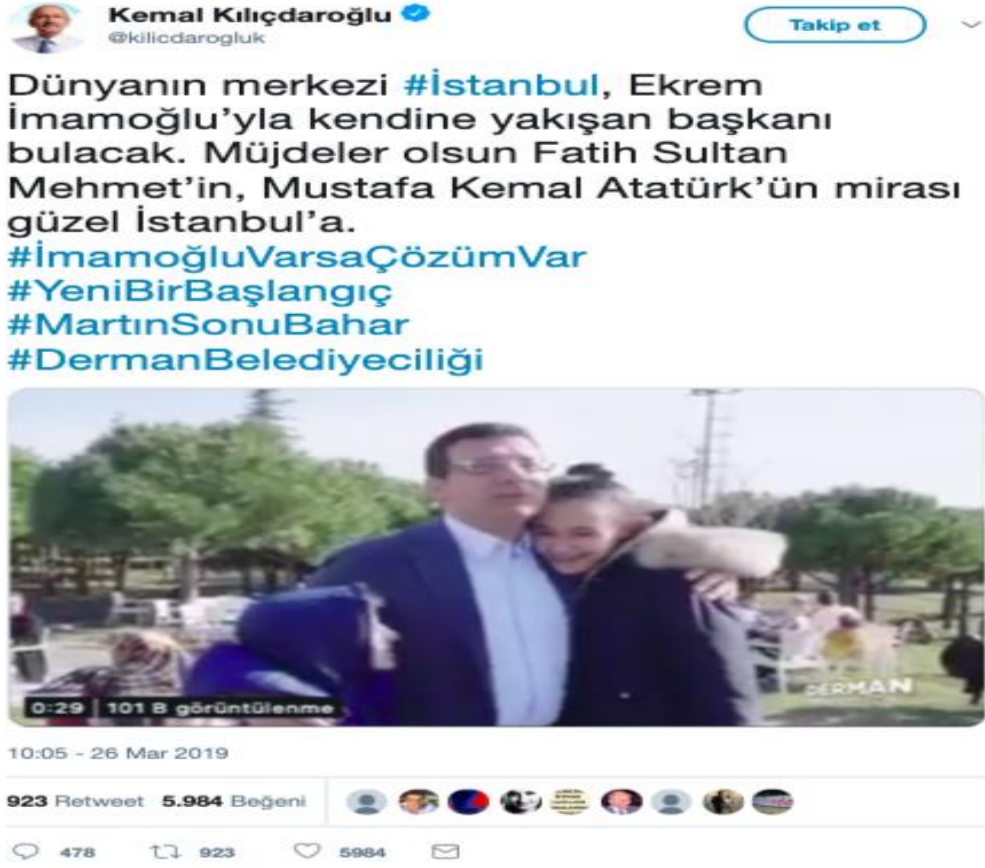 Kemal Kılıçdaroğlu
@kilicdarogluk
Takip et
Dünyanın merkezi #İstanbul, Ekrem
İmamoğlu’yla kendine yakışan başkanı
bulacak. Müjdeler olsun Fatih Sultan
Mehmet’in, Mustafa Kemal Atatürk’ün mirası
güzel İstanbul’a.
#İmamoğluVarsaÇözümVar
#YeniBirBaşlangıç
#MartınSonuBahar
#DermanBelediyeciliği
DERMAN
0:29 | 101 B görüntülenme
10:05 - 26 Mar 2019
923 Retweet 5.984 Beğeni
478 923 5984